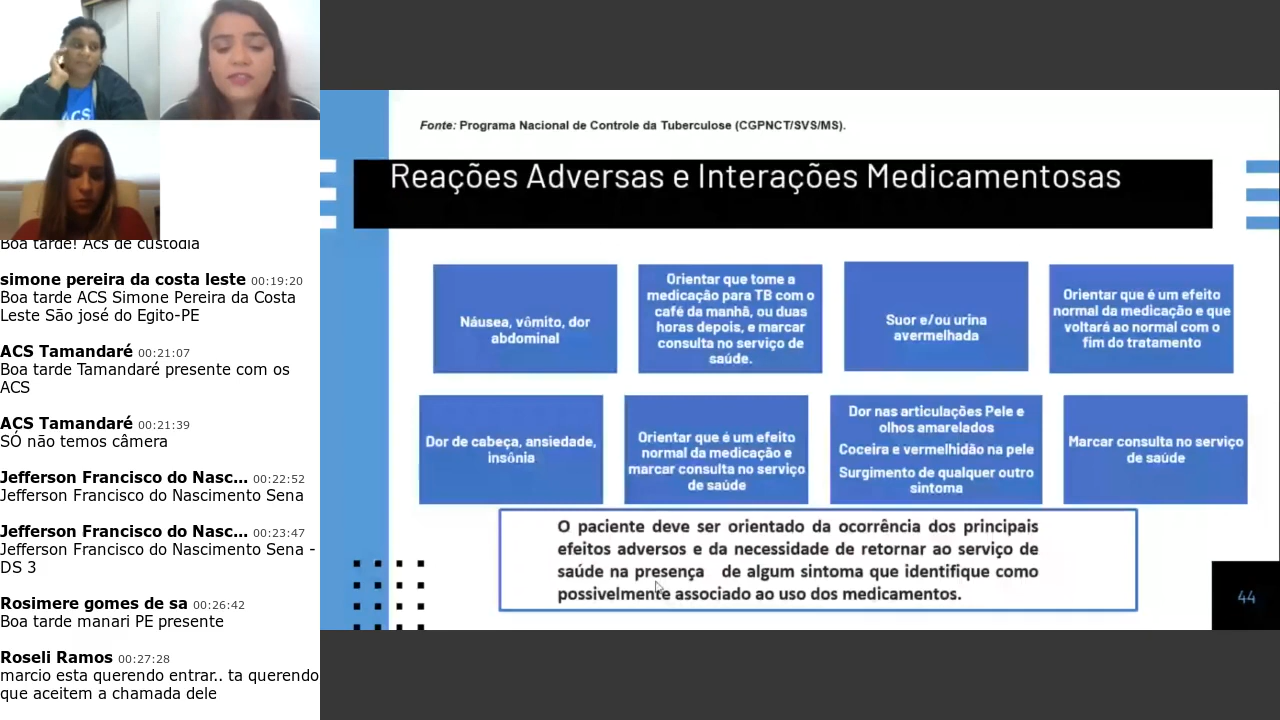 ACS
Boa tarde! Acs de custodia
simone pereira da costa leste 00:19:20
Boa tarde ACS Simone Pereira da Costa
Leste São josé do Egito-PE
ACS Tamandaré 00:21:07
Boa tarde Tamandaré presente com os
ACS
ACS Tamandaré 00:21:39
SÓ não temos câmera
Jefferson Francisco do Nasc... 00:22:52
Jefferson Francisco do Nascimento Sena
Jefferson Francisco do Nasc... 00:23:47
Jefferson Francisco do Nascimento Sena -
DS 3
Rosimere gomes de sa 00:26:42
Boa tarde manari PE presente
Roseli Ramos 00:27:28
marcio esta querendo entrar.. ta querendo
que aceitem a chamada dele
Fonte: Programa Nacional de Controle da Tuberculose (CGPNCT/SVS/MS).
Reações Adversas e Interações Medicamentosas
Náusea, vômito, dor
abdominal
Orientar que tome a
medicação para TB com o
café da manhã, ou duas
horas depois, e marcar
consulta no serviço de
saúde.
Suor e/ou urina
avermelhada
Orientar que é um efeito
normal da medicação e que
voltará ao normal com o
fim do tratamento
Dor de cabeça, ansiedade,
insônia
Orientar que é um efeito
normal da medicação e
marcar consulta no serviço
de saúde
Dor nas articulações Pele e
olhos amarelados
Coceira e vermelhidão na pele
Surgimento de qualquer outro
sintoma
Marcar consulta no serviço
de saúde
O paciente deve ser orientado da ocorrência dos principais
efeitos adversos e da necessidade de retornar ao serviço de
saúde na presença de algum sintoma que identifique como
possivelmente associado ao uso dos medicamentos.
44